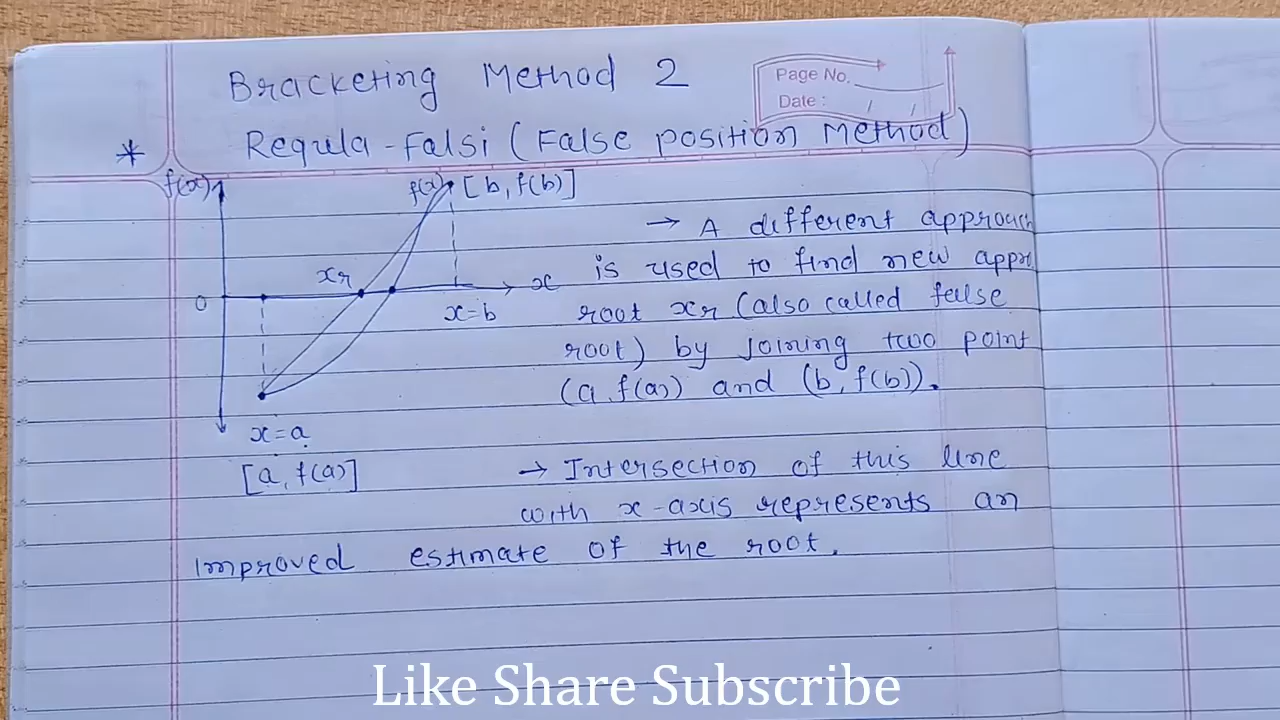 Bracketing Method 2
Page No.
Date : / /
* Regula-Falsi (False position Method)
f(x)
f(x) [b, f(b)]
→ A different approach
is used to find new appro
xr
x
0
x=b
root xr (also called false
root) by joining two point
(a, f(a)) and (b, f(b)).
x=a
[a, f(a)]
→ Intersection of this line
with x-axis represents an
improved estimate of the root.
Like Share Subscribe